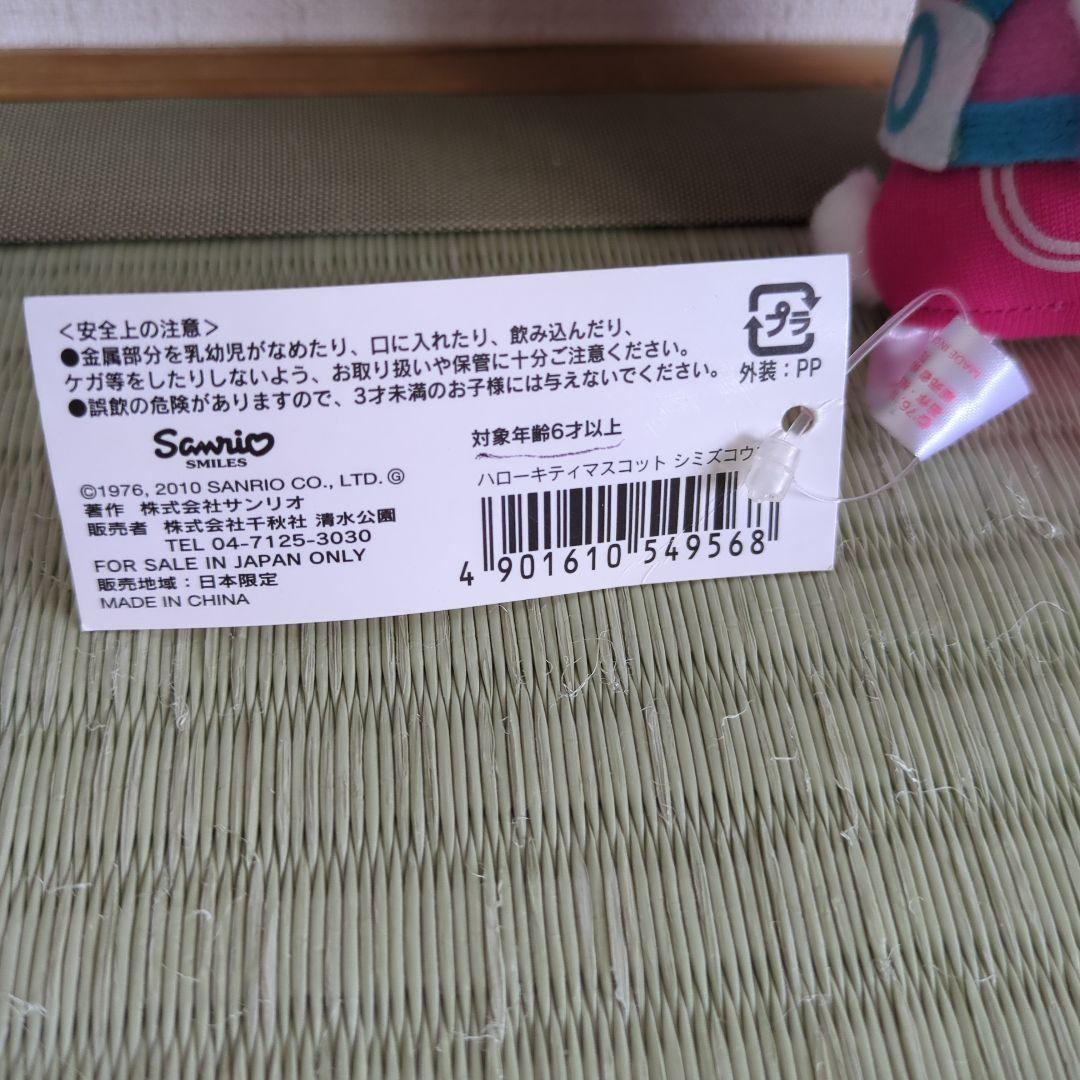 <安全上の注意>
●金属部分を乳幼児がなめたり、口に入れたり、飲み込んだり、
ケガ等をしたりしないよう、お取り扱いや保管に十分ご注意ください。
●誤飲の危険がありますので、3才未満のお子様には与えないでください。
プラ
外装：PP
Sanrio
SMILES
©1976, 2010 SANRIO CO., LTD. Ⓖ
著作 株式会社サンリオ
販売者 株式会社千秋社 清水公園
TEL 04-7125-3030
FOR SALE IN JAPAN ONLY
販売地域：日本限定
MADE IN CHINA
対象年齢6才以上
ハローキティマスコット シミズコウ
4 901610 549568
MADE IN